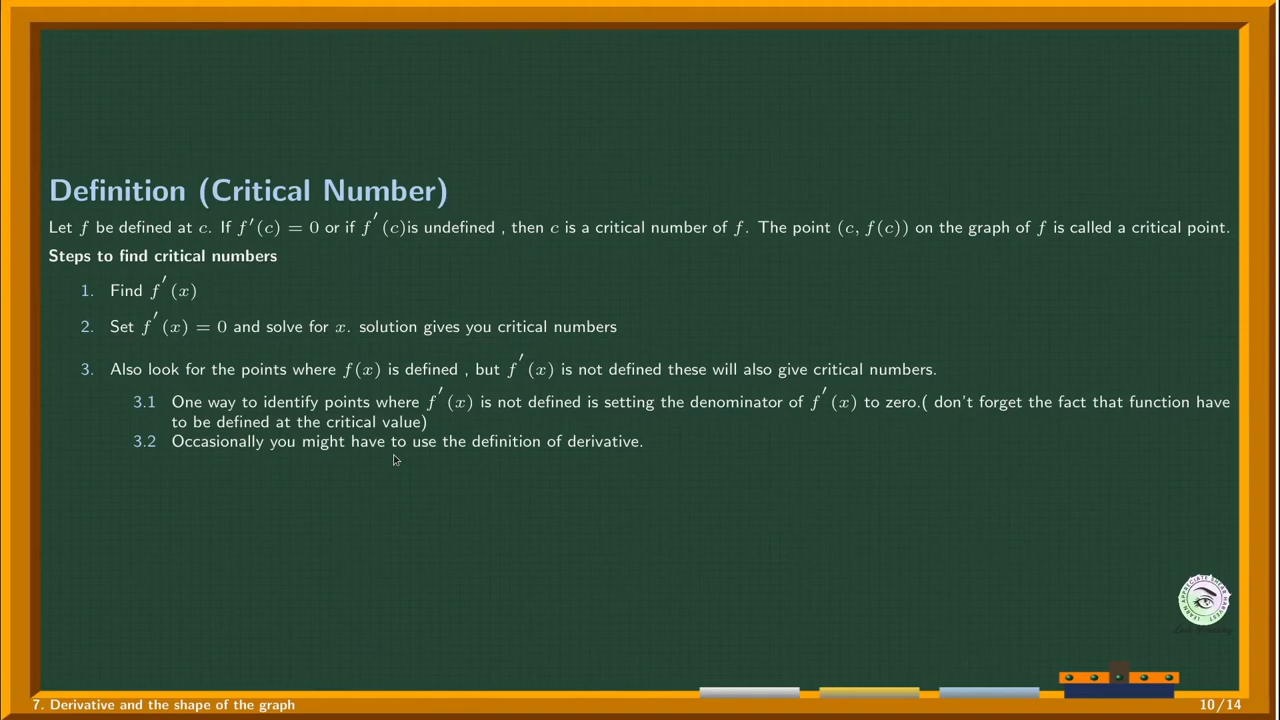 Definition (Critical Number)
Let f be defined at c. If f′(c) = 0 or if f′(c)is undefined , then c is a critical number of f. The point (c, f(c)) on the graph of f is called a critical point.
Steps to find critical numbers
1. Find f′(x)
2. Set f′(x) = 0 and solve for x. solution gives you critical numbers
3. Also look for the points where f(x) is defined , but f′(x) is not defined these will also give critical numbers.
3.1 One way to identify points where f′(x) is not defined is setting the denominator of f′(x) to zero.( don't forget the fact that function have
to be defined at the critical value)
3.2 Occasionally you might have to use the definition of derivative.
LEARN APPRECIATE SHARE HARVEST
7. Derivative and the shape of the graph
10/14